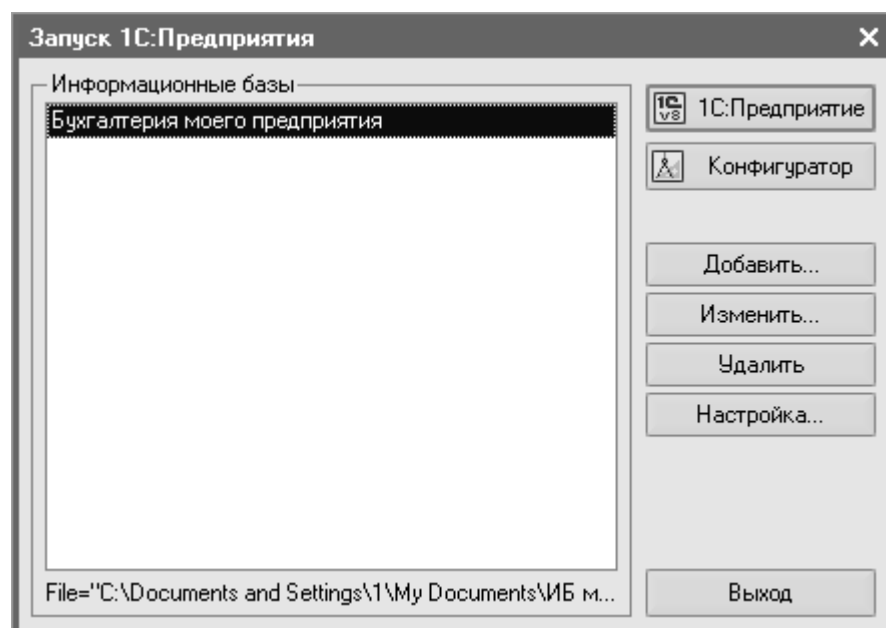 Запуск 1С:Предприятия
Информационные базы
Бухгалтерия моего предприятия
1С:Предприятие
Конфигуратор
Добавить...
Изменить...
Удалить
Настройка...
File="C:\Documents and Settings\1\My Documents\ИБ м...
Выход